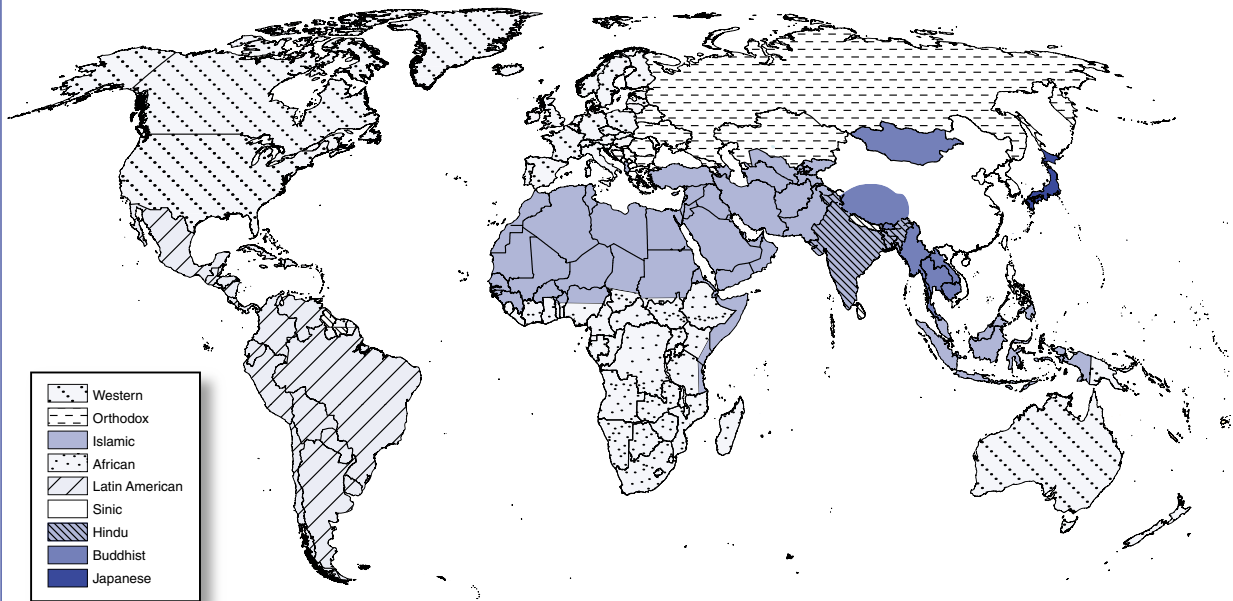 Western
Orthodox
Islamic
African
Latin American
Sinic
Hindu
Buddhist
Japanese